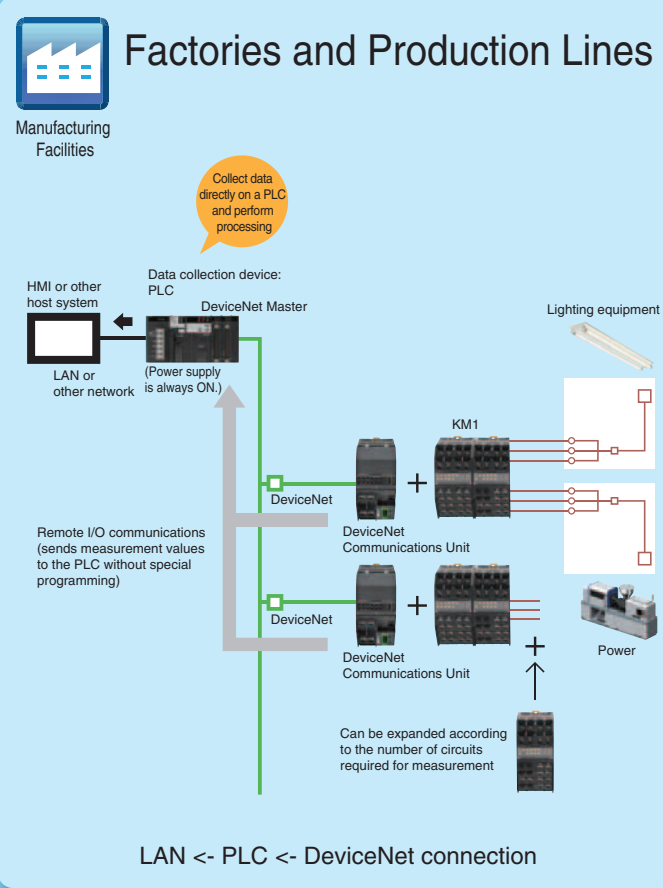 Factories and Production Lines
Manufacturing
Facilities
Collect data
directly on a PLC
and perform
processing
Data collection device:
PLC
HMI or other
host system
DeviceNet Master
Lighting equipment
LAN or
other network
(Power supply
is always ON.)
KM1
DeviceNet
DeviceNet
Communications Unit
Remote I/O communications
(sends measurement values
to the PLC without special
programming)
DeviceNet
DeviceNet
Communications Unit
Power
Can be expanded according
to the number of circuits
required for measurement
LAN <- PLC <- DeviceNet connection